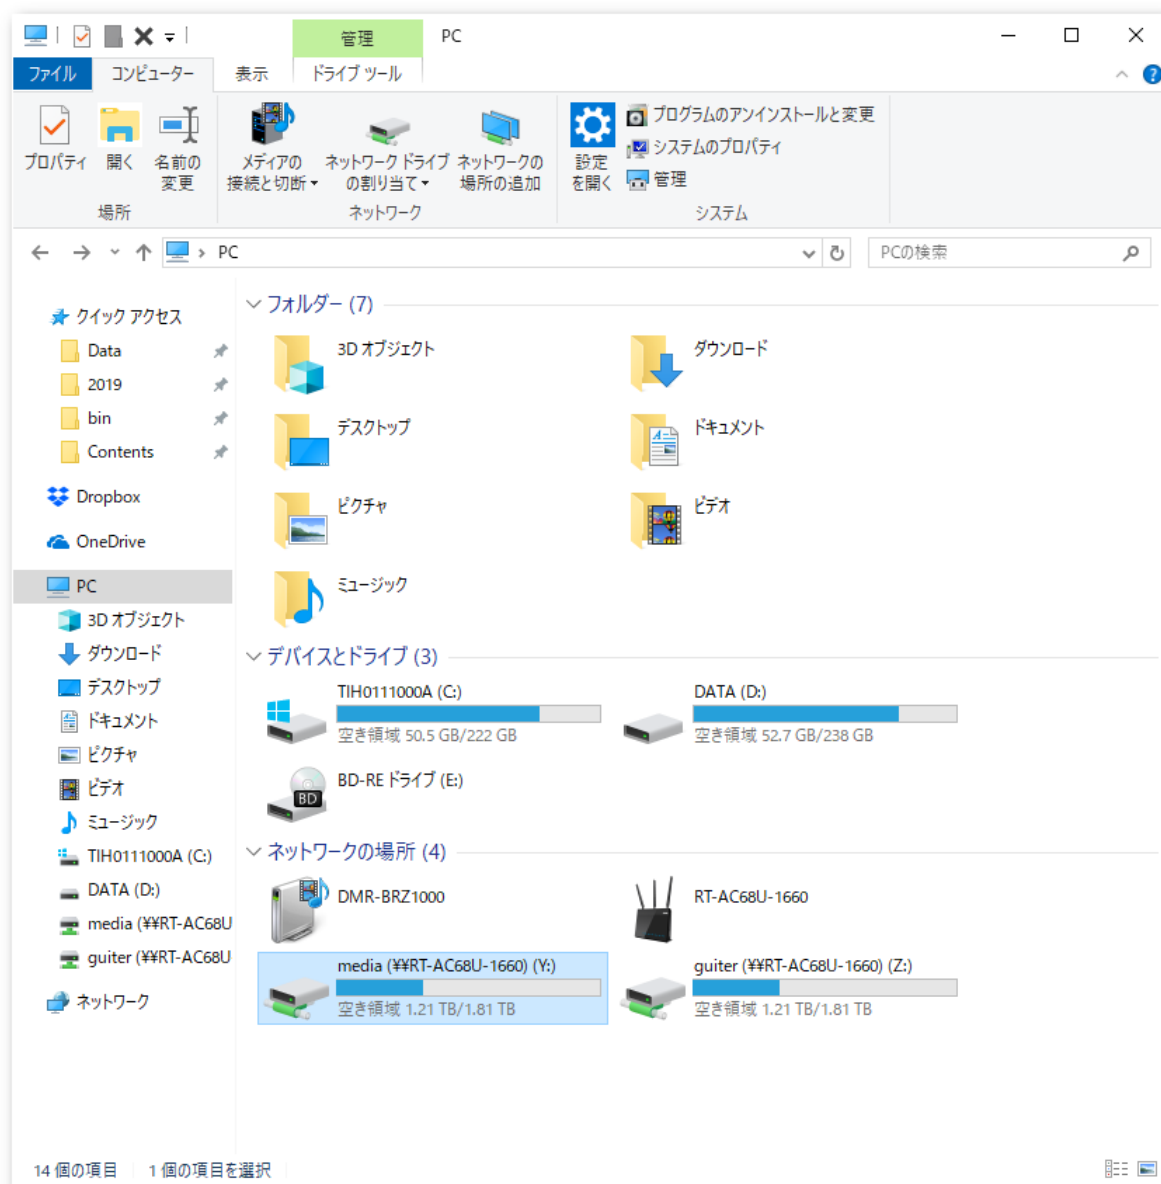 管理
PC
ファイル
コンピューター
表示
ドライブ ツール
?
プロパティ
開く
名前の
変更
メディアの
接続と切断
ネットワーク ドライブ
の割り当て
ネットワークの
場所の追加
設定
を開く
プログラムのアンインストールと変更
システムのプロパティ
管理
場所
ネットワーク
システム
PC
PCの検索
クイック アクセス
Data
2019
bin
Contents
Dropbox
OneDrive
PC
3D オブジェクト
ダウンロード
デスクトップ
ドキュメント
ピクチャ
ビデオ
ミュージック
TIH0111000A (C:)
DATA (D:)
media (¥¥RT-AC68U
guiter (¥¥RT-AC68U
ネットワーク
フォルダー (7)
3D オブジェクト
ダウンロード
デスクトップ
ドキュメント
ピクチャ
ビデオ
ミュージック
デバイスとドライブ (3)
TIH0111000A (C:)
空き領域 50.5 GB/222 GB
DATA (D:)
空き領域 52.7 GB/238 GB
BD
BD-RE ドライブ (E:)
ネットワークの場所 (4)
DMR-BRZ1000
RT-AC68U-1660
media (¥¥RT-AC68U-1660) (Y:)
空き領域 1.21 TB/1.81 TB
guiter (¥¥RT-AC68U-1660) (Z:)
空き領域 1.21 TB/1.81 TB
14 個の項目
1 個の項目を選択